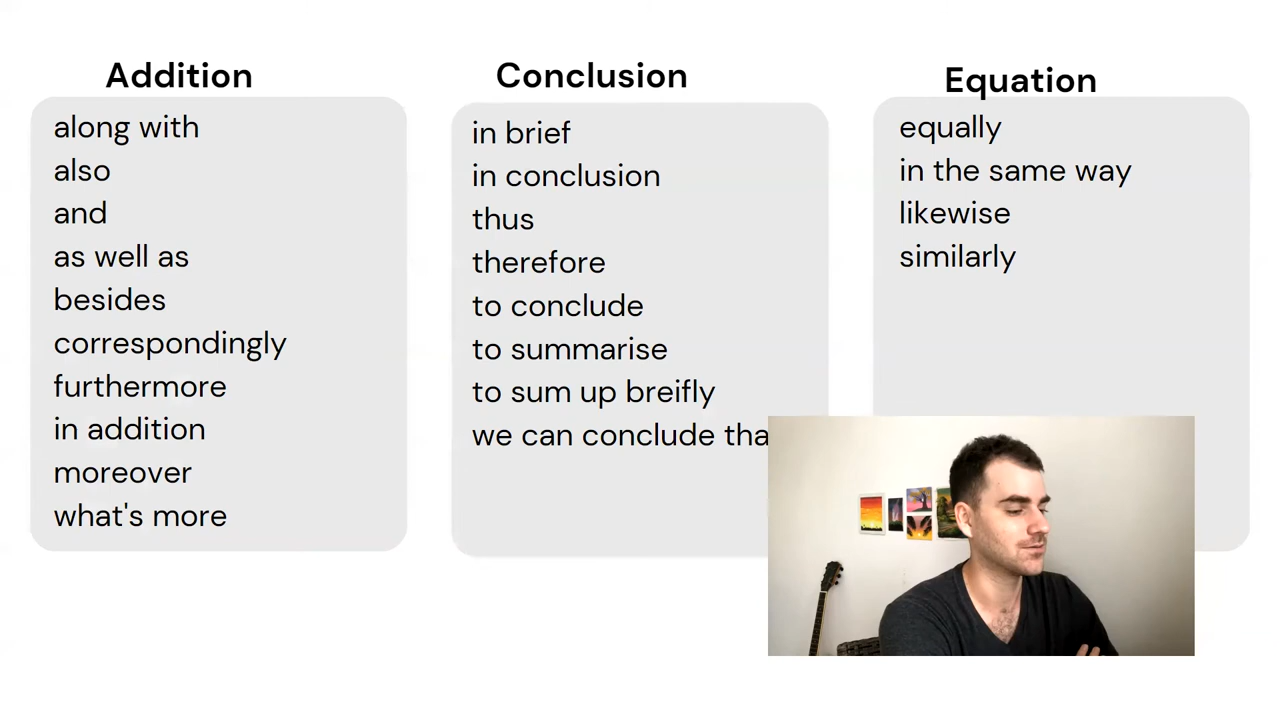 Addition
along with
also
and
as well as
besides
correspondingly
furthermore
in addition
moreover
what's more
Conclusion
in brief
in conclusion
thus
therefore
to conclude
to summarise
to sum up breifly
we can conclude tha
Equation
equally
in the same way
likewise
similarly